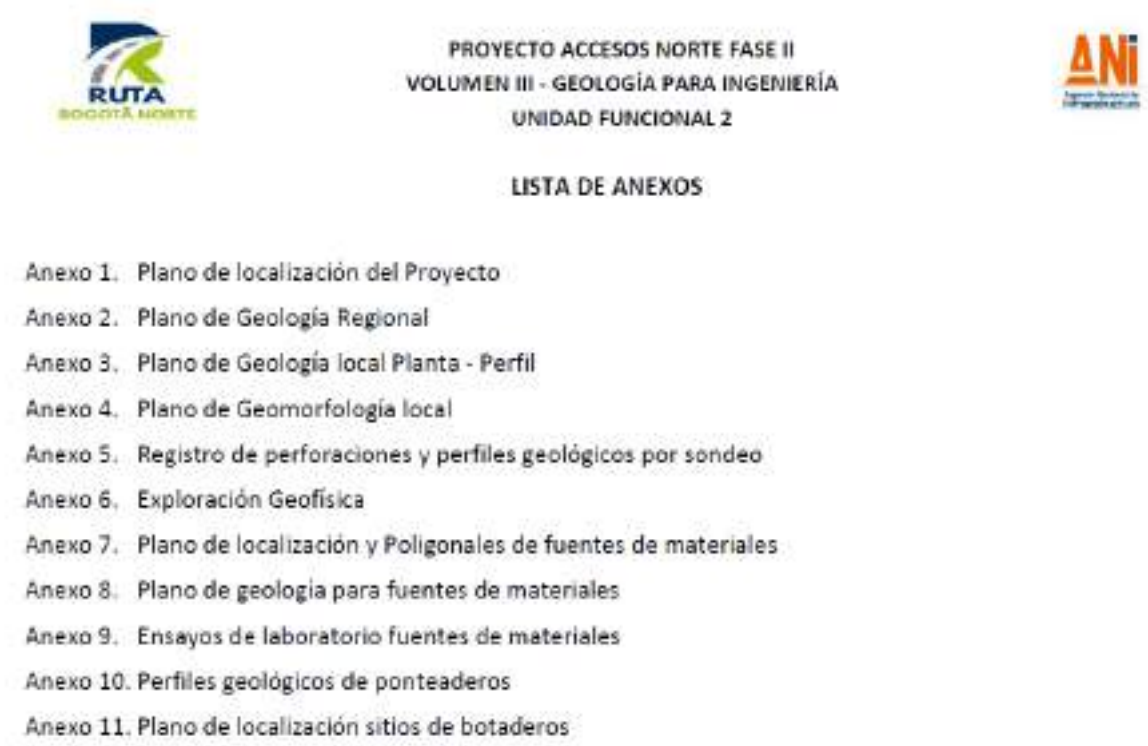 RUTA
BOGOTÁ NORTE
PROYECTO ACCESOS NORTE FASE II
VOLUMEN III - GEOLOGÍA PARA INGENIERÍA
UNIDAD FUNCIONAL 2
ANI
Agencia Nacional de
Infraestructura
LISTA DE ANEXOS
Anexo 1. Plano de localización del Proyecto
Anexo 2. Plano de Geología Regional
Anexo 3. Plano de Geología local Planta - Perfil
Anexo 4. Plano de Geomorfología local
Anexo 5. Registro de perforaciones y perfiles geológicos por sondeo
Anexo 6. Exploración Geofísica
Anexo 7. Plano de localización y Poligonales de fuentes de materiales
Anexo 8. Plano de geología para fuentes de materiales
Anexo 9. Ensayos de laboratorio fuentes de materiales
Anexo 10. Perfiles geológicos de ponteaderos
Anexo 11. Plano de localización sitios de botaderos